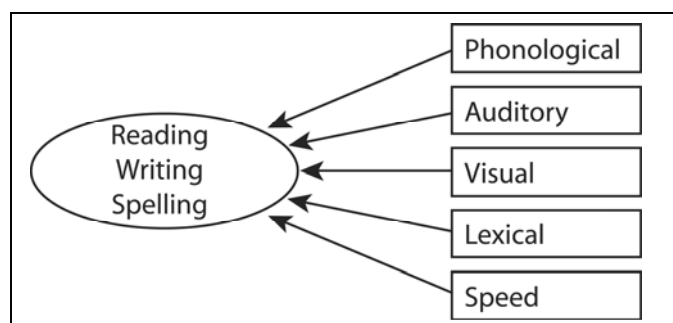 Reading
Writing
Spelling
Phonological
Auditory
Visual
Lexical
Speed